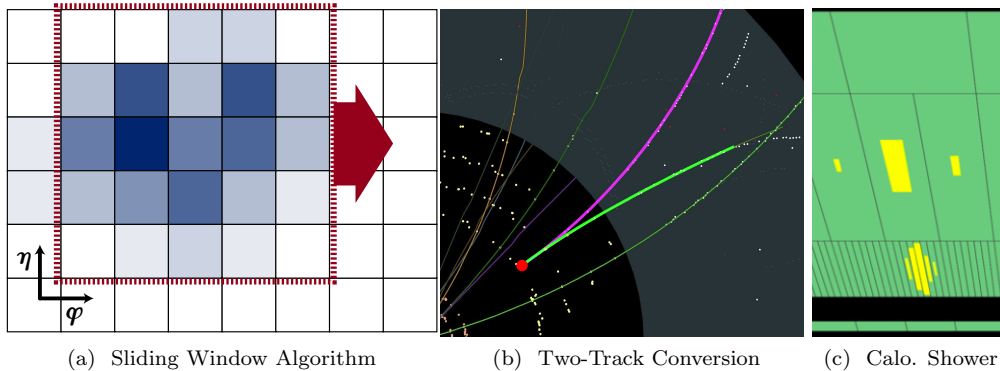 η
φ
(a) Sliding Window Algorithm
(b) Two-Track Conversion
(c) Calo. Shower